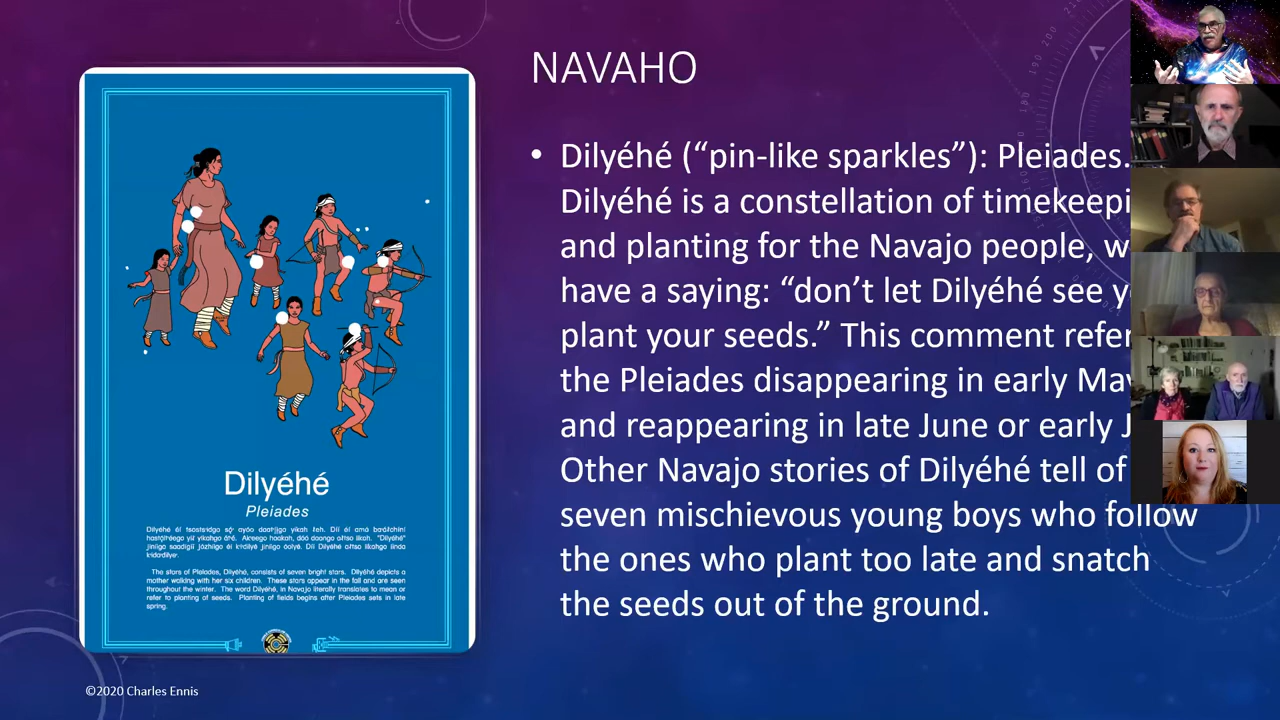 NAVAHO
• Dilyéhé (“pin-like sparkles”): Pleiades.
Dilyéhé is a constellation of timekeepi
and planting for the Navajo people, w
have a saying: “don’t let Dilyéhé see y
plant your seeds.” This comment refer
the Pleiades disappearing in early May
and reappearing in late June or early J
Other Navajo stories of Dilyéhé tell of
seven mischievous young boys who follow
the ones who plant too late and snatch
the seeds out of the ground.
Dilyéhé
Pleiades
The stars of Pleiades, Dilyéhé, consists of seven bright stars. Dilyéhé depicts a
mother walking with her six children. These stars appear in the fall and are seen
throughout the winter. The word Dilyéhé, in Navajo literally translates to mean or
refer to planting of seeds. Planting of fields begins after Pleiades sets in late
spring.
©2020 Charles Ennis